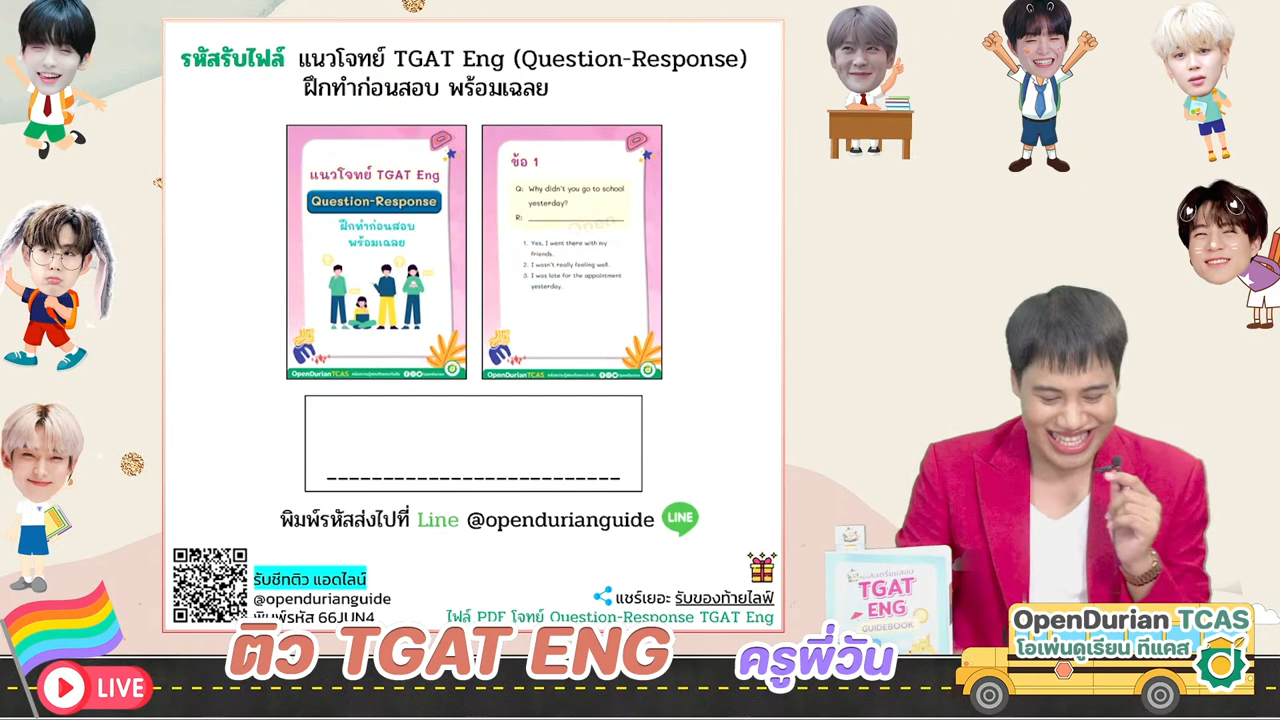 รหัสรับไฟล์ แนวโจทย์ TGAT Eng (Question-Response)
ฝึกทำก่อนสอบ พร้อมเฉลย
แนวโจทย์ TGAT Eng
Question-Response
ฝึกทำก่อนสอบ
พร้อมเฉลย
OpenDurianTCAS
ข้อ 1
Q: Why didn't you go to school
yesterday?
R:
1. Yes, I went there with my
friends.
2. I wasn't really feeling well.
3. I was late for the appointment
yesterday.
OpenDurianTCAS
พิมพ์รหัสส่งไปที่ Line @opendurianguide LINE
รับชีทติว แอดไลน์
@opendurianguide
พิมพ์รหัส 66JUN4
แชร์เยอะ รับของท้ายไลฟ์
ไฟล์ PDF โจทย์ Question-Response TGAT Eng
TGAT
ENG
GUIDEBOOK
ติว TGAT ENG ครูพี่วัน
LIVE
OpenDurian TCAS
โอเพ่นดูเรียน ทีแคส